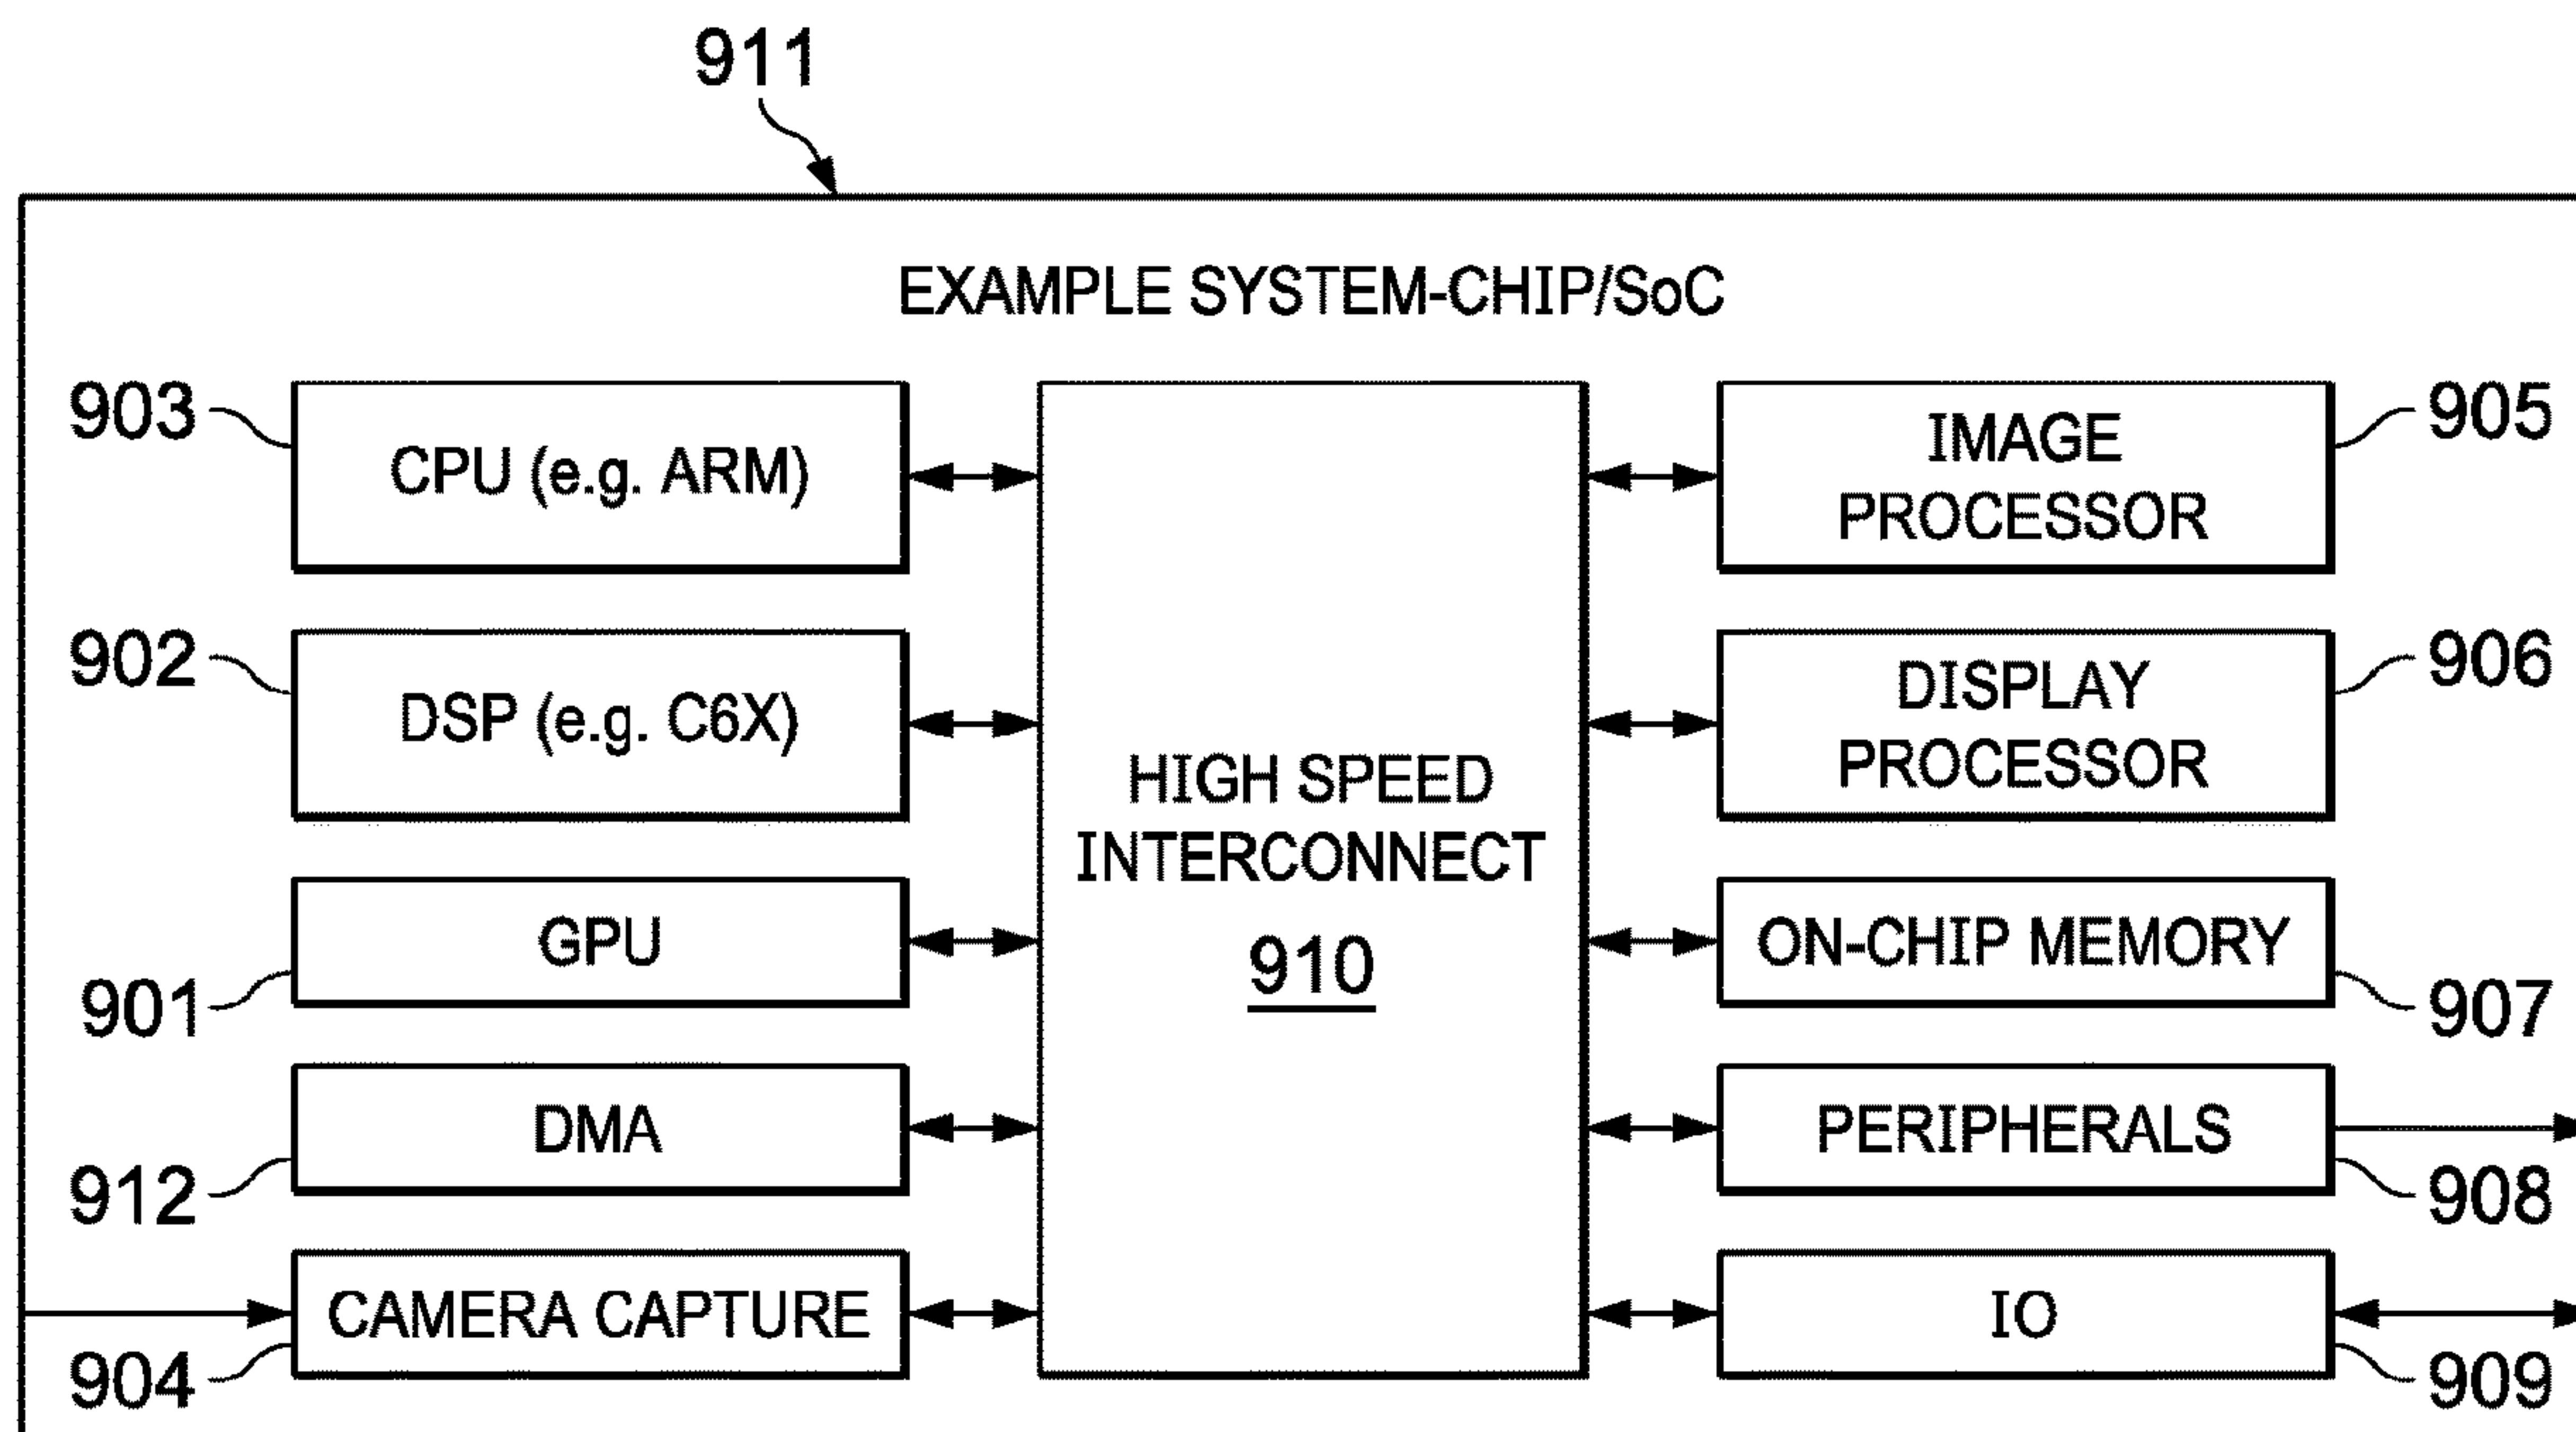 911
EXAMPLE SYSTEM-CHIP/SoC
903
CPU (e.g. ARM)
902
DSP (e.g. C6X)
901
GPU
912
DMA
904
CAMERA CAPTURE
HIGH SPEED
INTERCONNECT
910
IMAGE
PROCESSOR
905
DISPLAY
PROCESSOR
906
ON-CHIP MEMORY
907
PERIPHERALS
908
IO
909